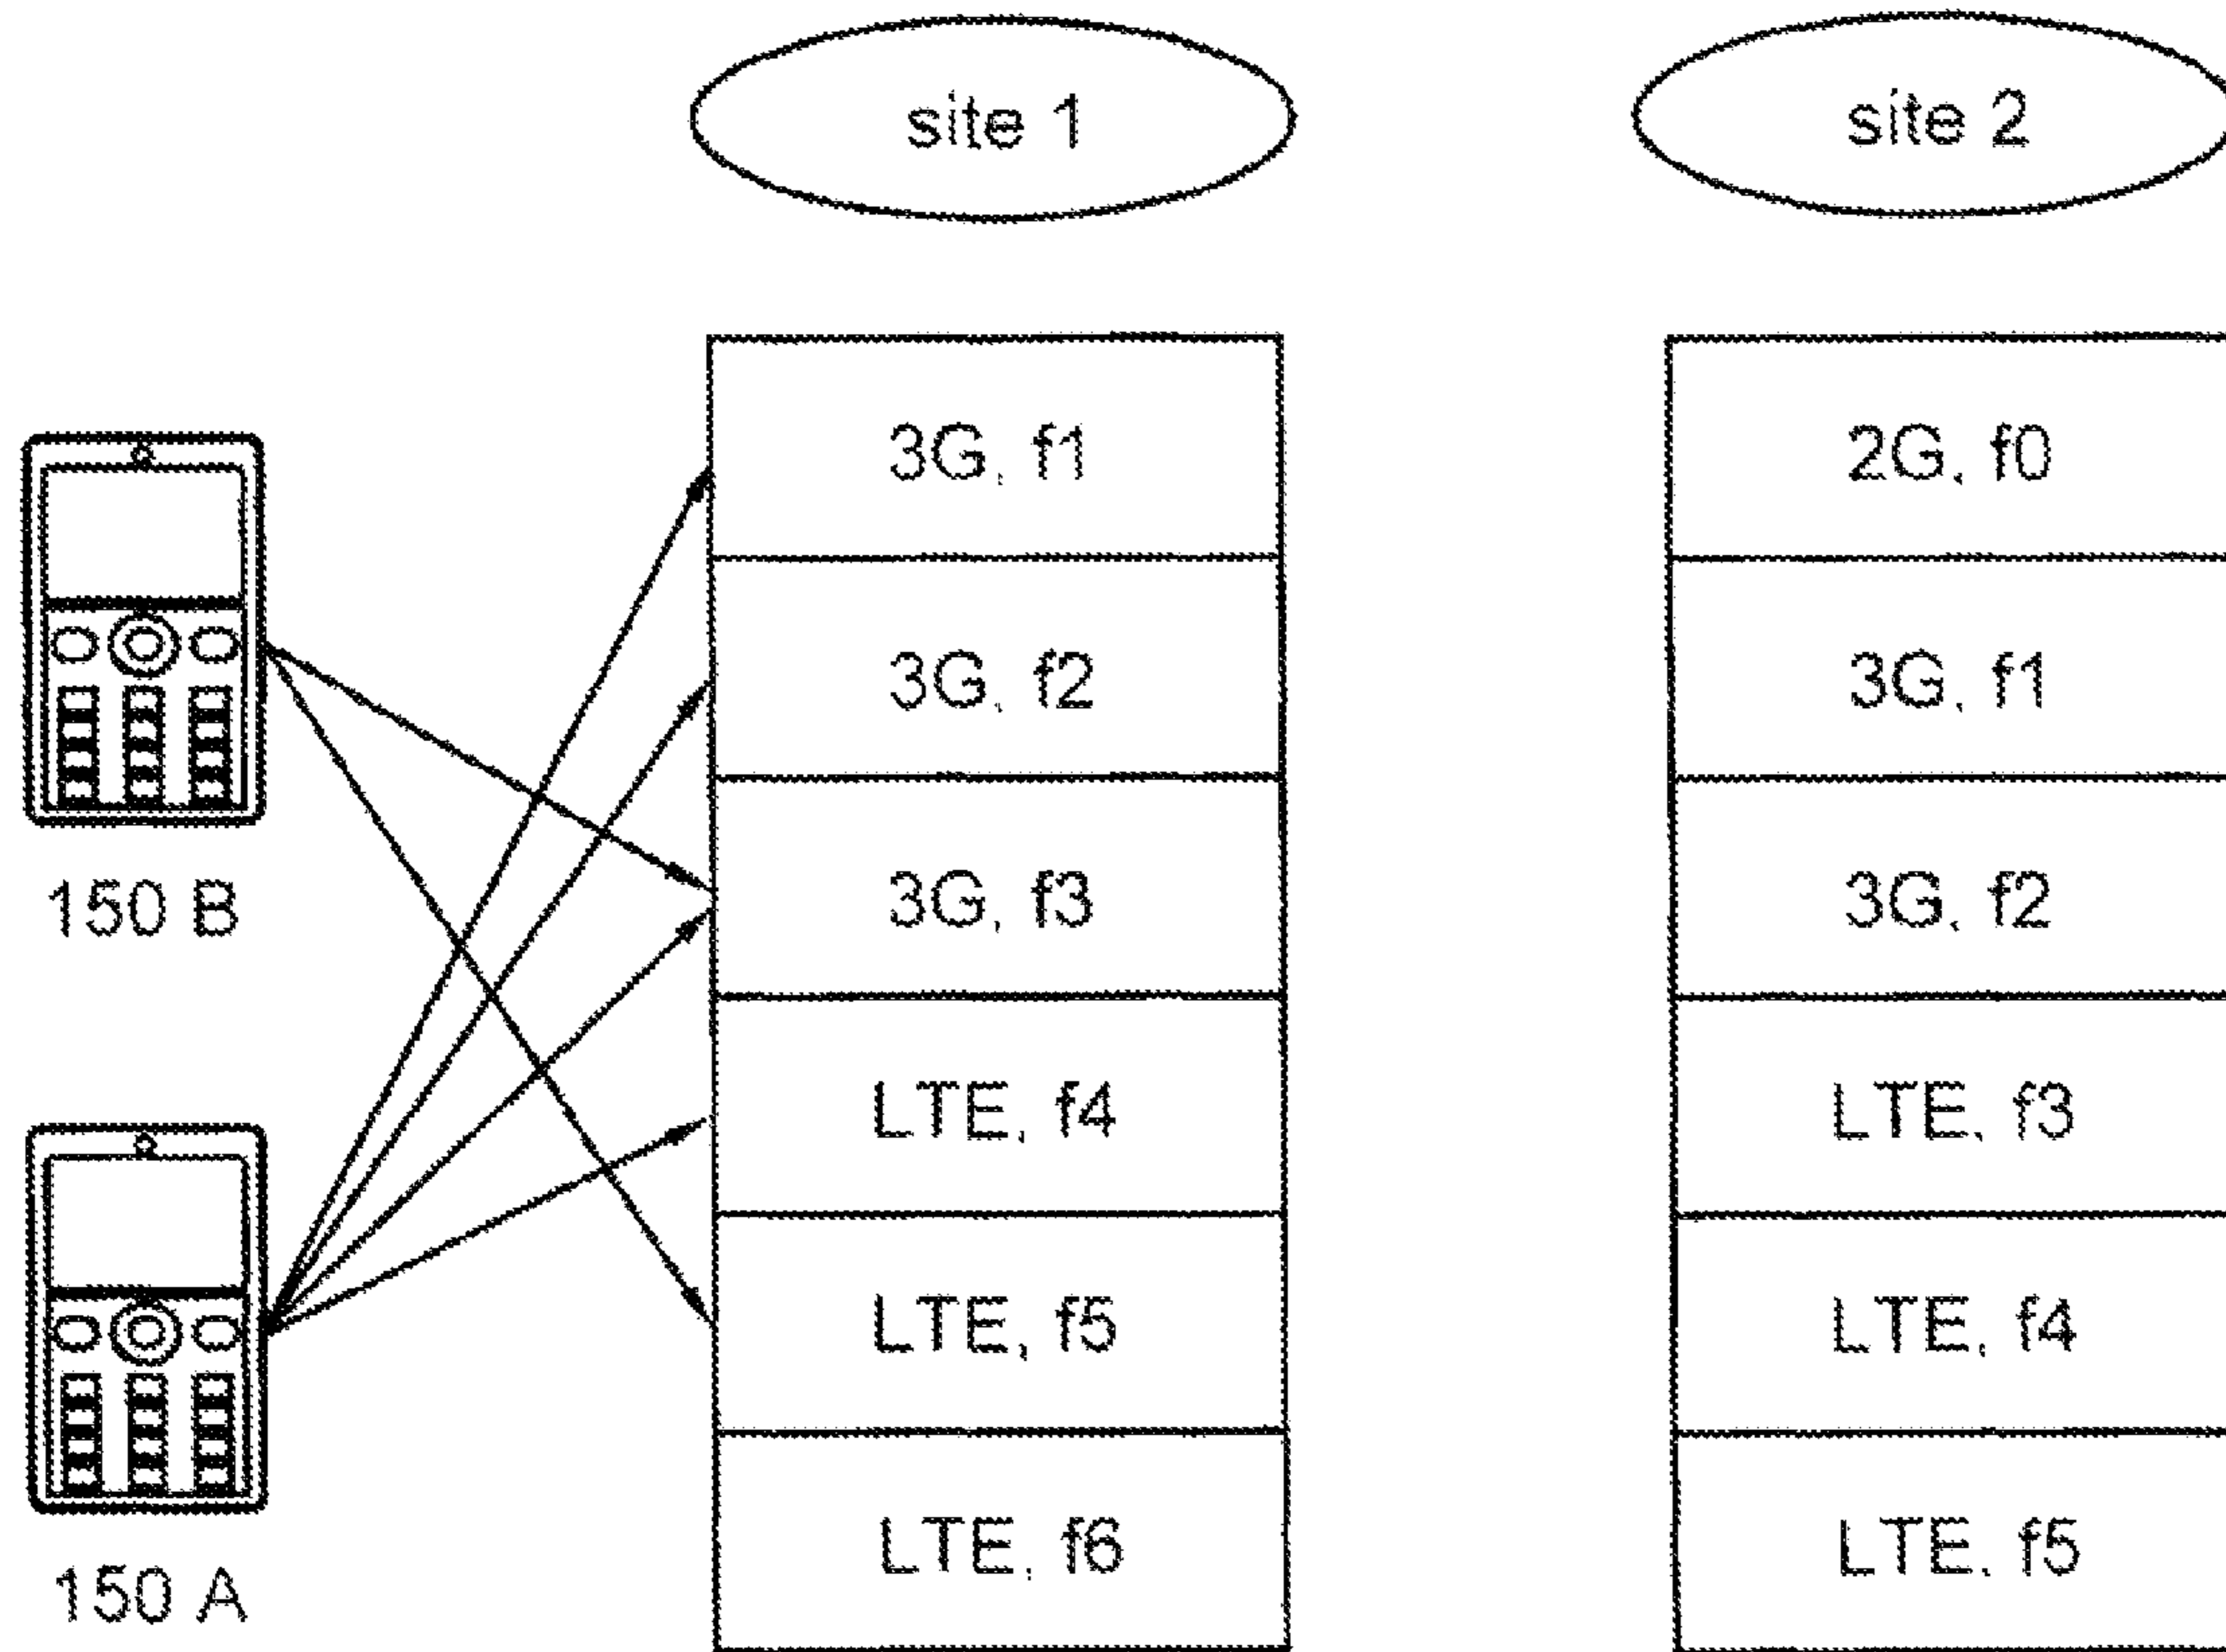 site 1
site 2
3G, f1
2G, f0
3G, f2
3G, f1
3G, f3
3G, f2
150 B
LTE, f4
LTE, f3
LTE, f5
LTE, f4
LTE, f6
LTE, f5
150 A